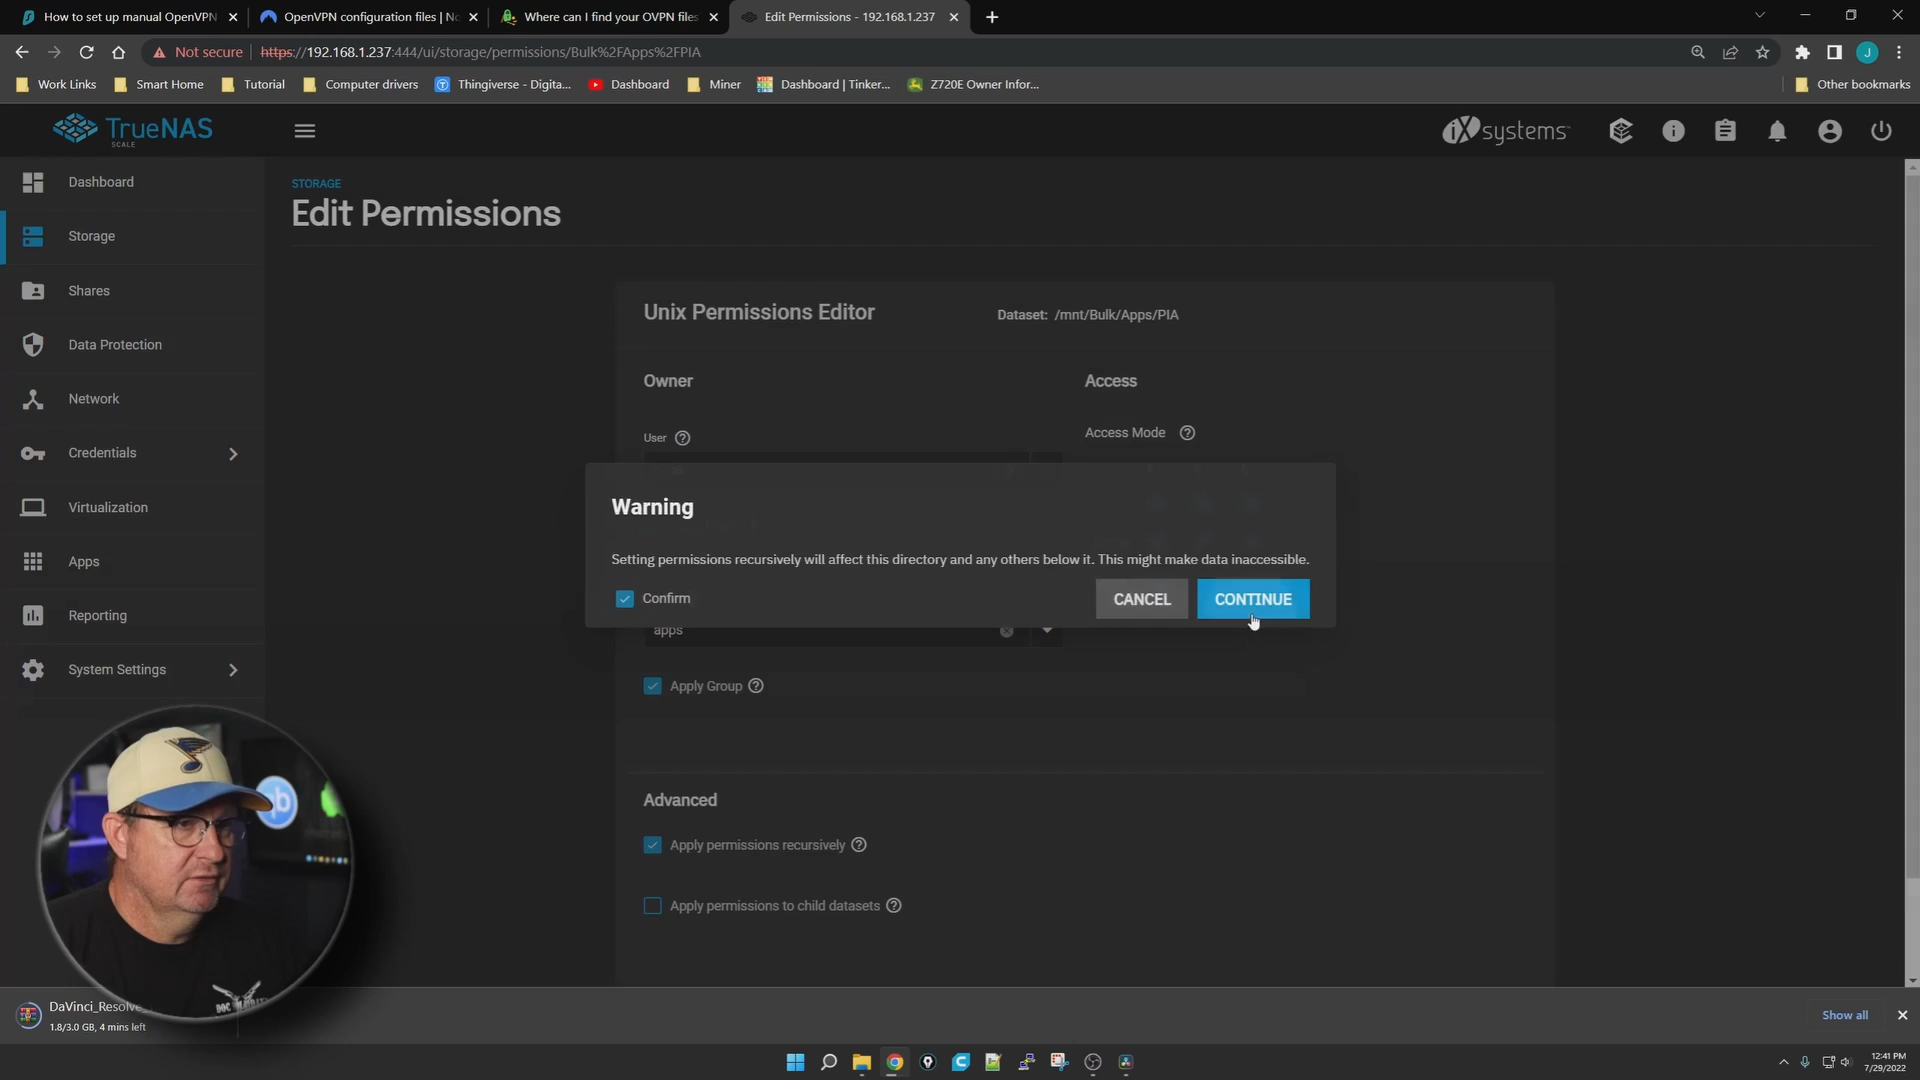 How to set up manual OpenVPN
OpenVPN configuration files | No
Where can I find your OVPN files
Edit Permissions - 192.168.1.237
Not secure
https://192.168.1.237:444/ui/storage/permissions/Bulk%2FApps%2FPIA
J
Work Links
Smart Home
Tutorial
Computer drivers
Thingiverse - Digita...
Dashboard
Miner
Dashboard | Tinker...
Z720E Owner Infor...
Other bookmarks
TrueNAS
SCALE
iXsystems
Dashboard
Storage
Shares
Data Protection
Network
Credentials
Virtualization
Apps
Reporting
System Settings
STORAGE
Edit Permissions
Unix Permissions Editor
Dataset: /mnt/Bulk/Apps/PIA
Owner
Access
User
Access Mode
Warning
Setting permissions recursively will affect this directory and any others below it. This might make data inaccessible.
Confirm
CANCEL
CONTINUE
apps
Apply Group
Advanced
Apply permissions recursively
Apply permissions to child datasets
qb
DaVinci_Resolve_
1.8/3.0 GB, 4 mins left
Show all
12:41 PM
7/29/2022